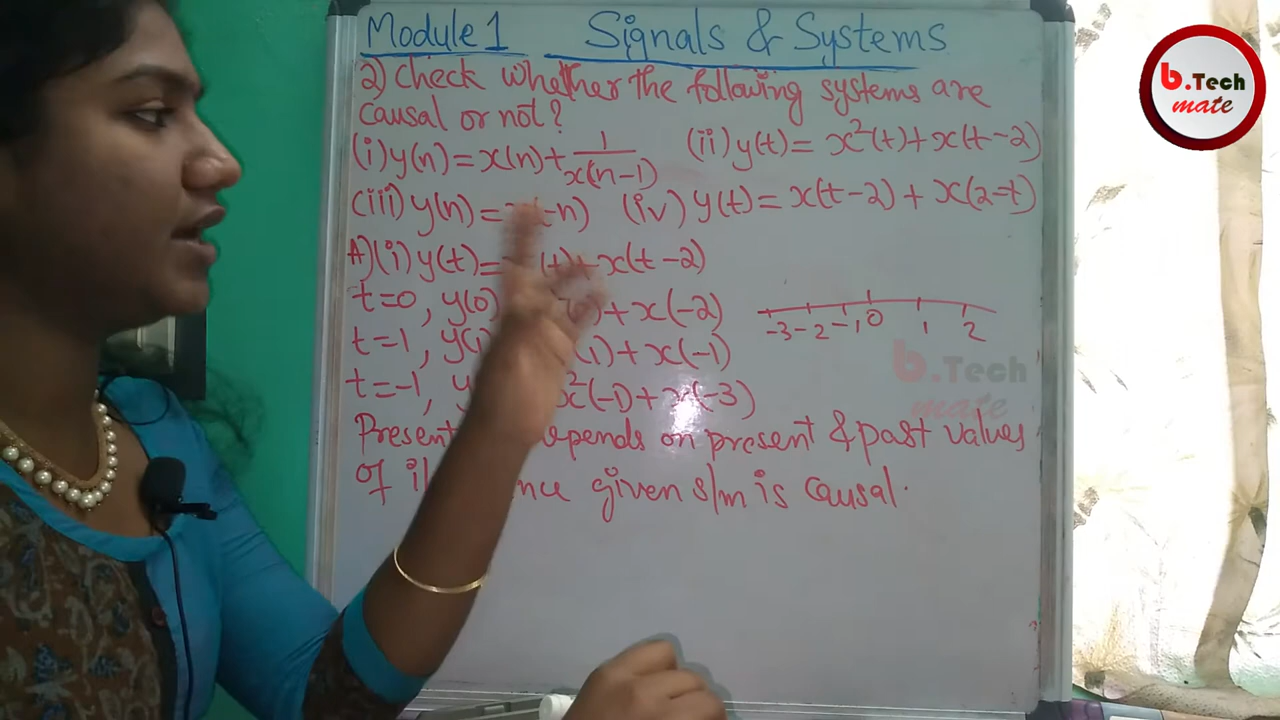 Module 1 Signals & Systems
2) Check whether the following systems are
causal or not?
(i) y(n) = x(n) + 1/x(n-1) (ii) y(t) = x²(t) + x(t-2)
(iii) y(n) = (-n) (iv) y(t) = x(t-2) + x(2-t)
A) (i) y(t) = (t) + x(t-2)
t=0, y(0) ) + x(-2)
-3 -2 -1 0 1 2
t=1, y( (1) + x(-1)
t=-1, y x²(-1) + x(-3)
Present depends on present & past values
of given s/m is causal.
b.Tech
mate
b.Tech
mate